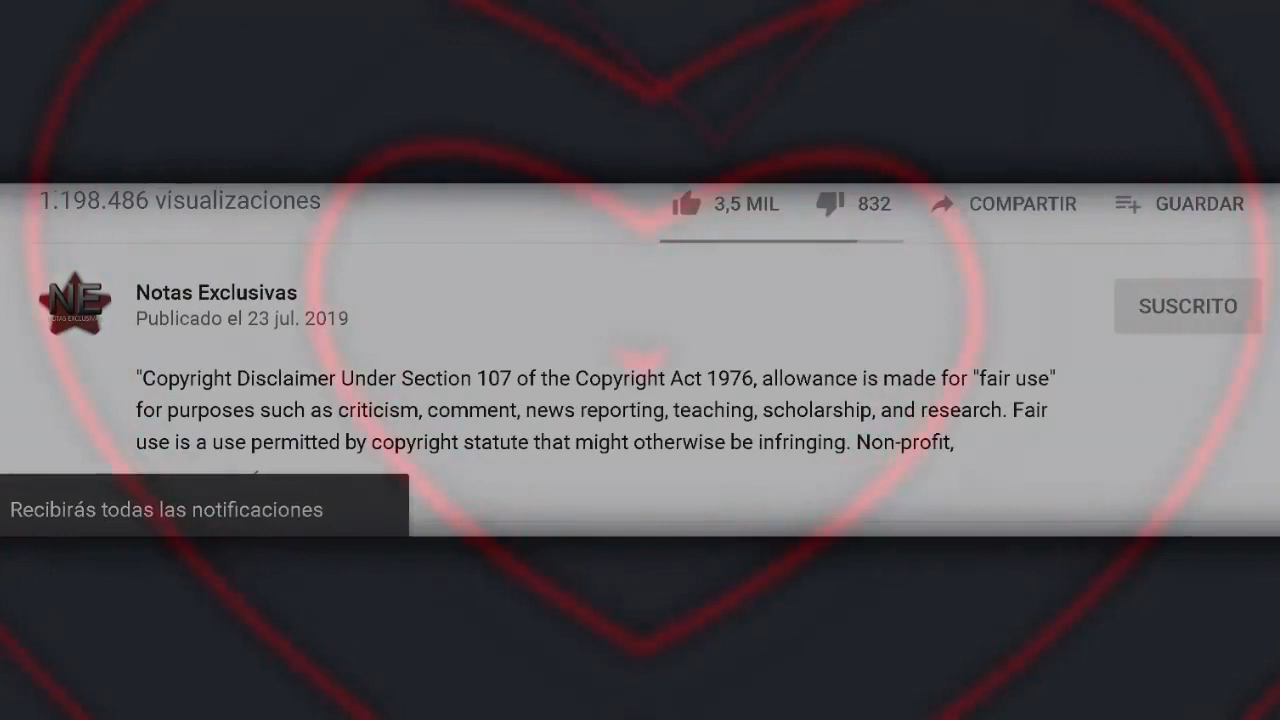 1.198.486 visualizaciones
3,5 MIL 832 COMPARTIR GUARDAR
NE
NOTAS EXCLUSIVAS
Notas Exclusivas
Publicado el 23 jul. 2019
SUSCRITO
"Copyright Disclaimer Under Section 107 of the Copyright Act 1976, allowance is made for "fair use"
for purposes such as criticism, comment, news reporting, teaching, scholarship, and research. Fair
use is a use permitted by copyright statute that might otherwise be infringing. Non-profit,
Recibirás todas las notificaciones